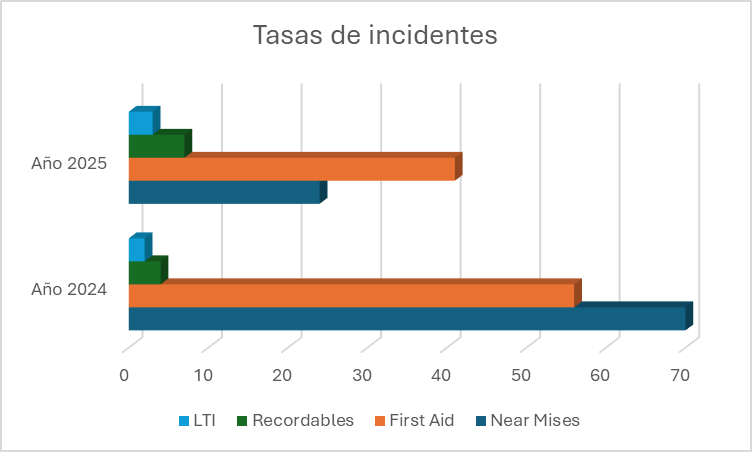 Tasas de incidentes
Año 2025
Año 2024
0 10 20 30 40 50 60 70
LTI Recordables First Aid Near Mises